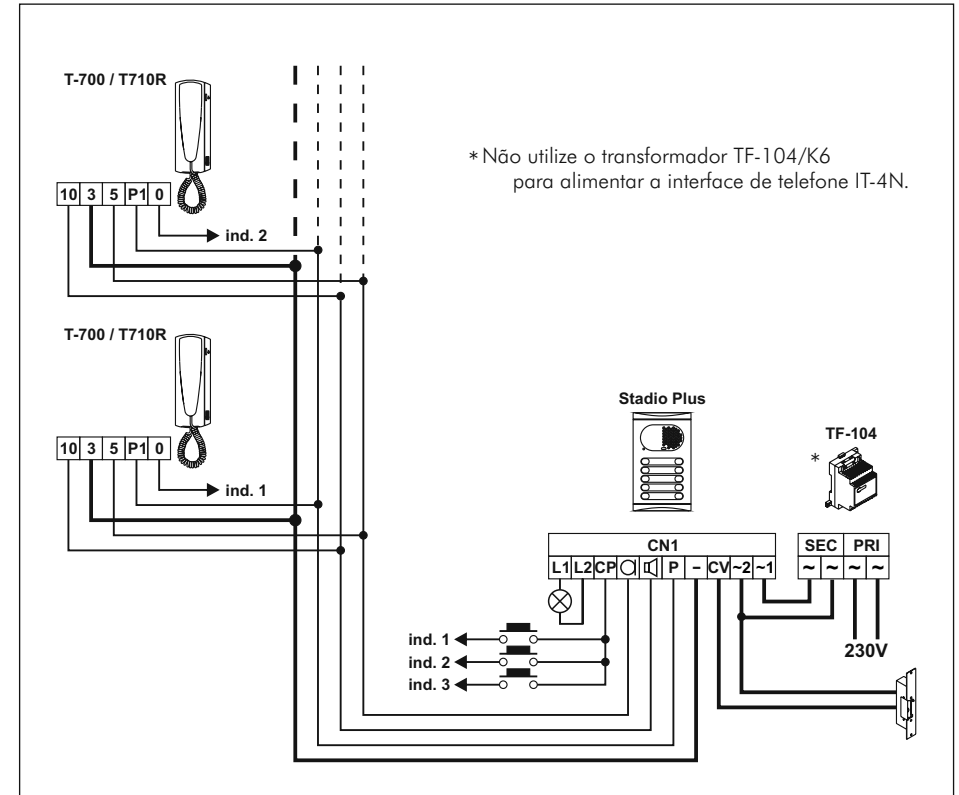 T-700 / T710R
* Não utilize o transformador TF-104/K6
para alimentar a interface de telefone IT-4N.
10 3 5 P1 0
ind. 2
T-700 / T710R
10 3 5 P1 0
ind. 1
Stadio Plus
TF-104
*
CN1
SEC PRI
L1 L2 CP P – CV ~2 ~1
~ ~ ~ ~
230V
ind. 1
ind. 2
ind. 3